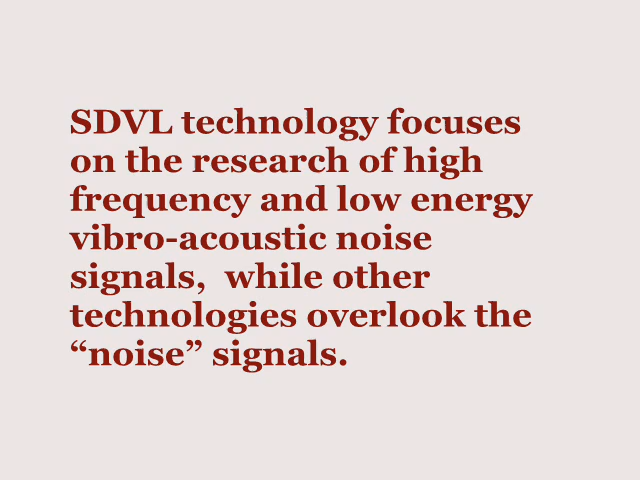 SDVL technology focuses
on the research of high
frequency and low energy
vibro-acoustic noise
signals,  while other
technologies overlook the
“noise” signals.